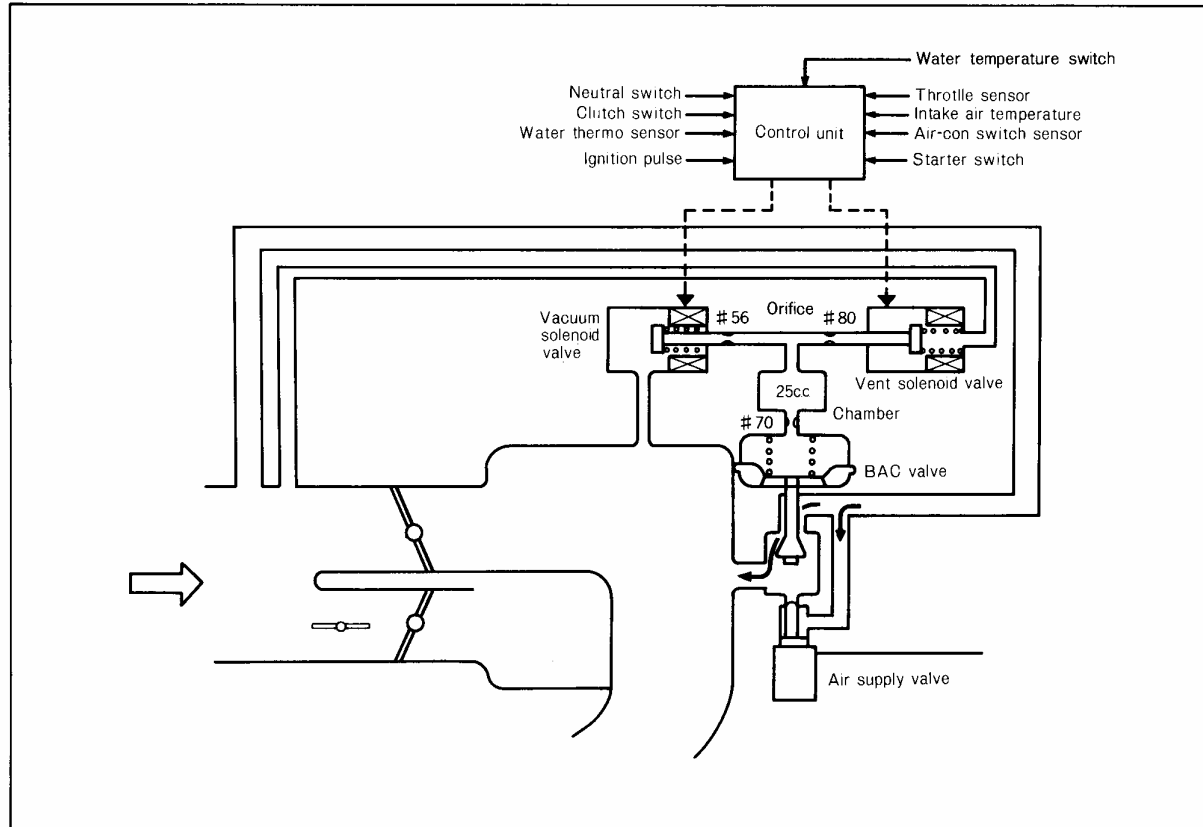 Water temperature switch
Neutral switch
Clutch switch
Water thermo sensor
Ignition pulse
Control unit
Throtlle sensor
Intake air temperature
Air-con switch sensor
Starter switch
Vacuum
solenoid
valve
#56
Orifice
#80
Vent solenoid valve
25c.c
Chamber
#70
BAC valve
Air supply valve